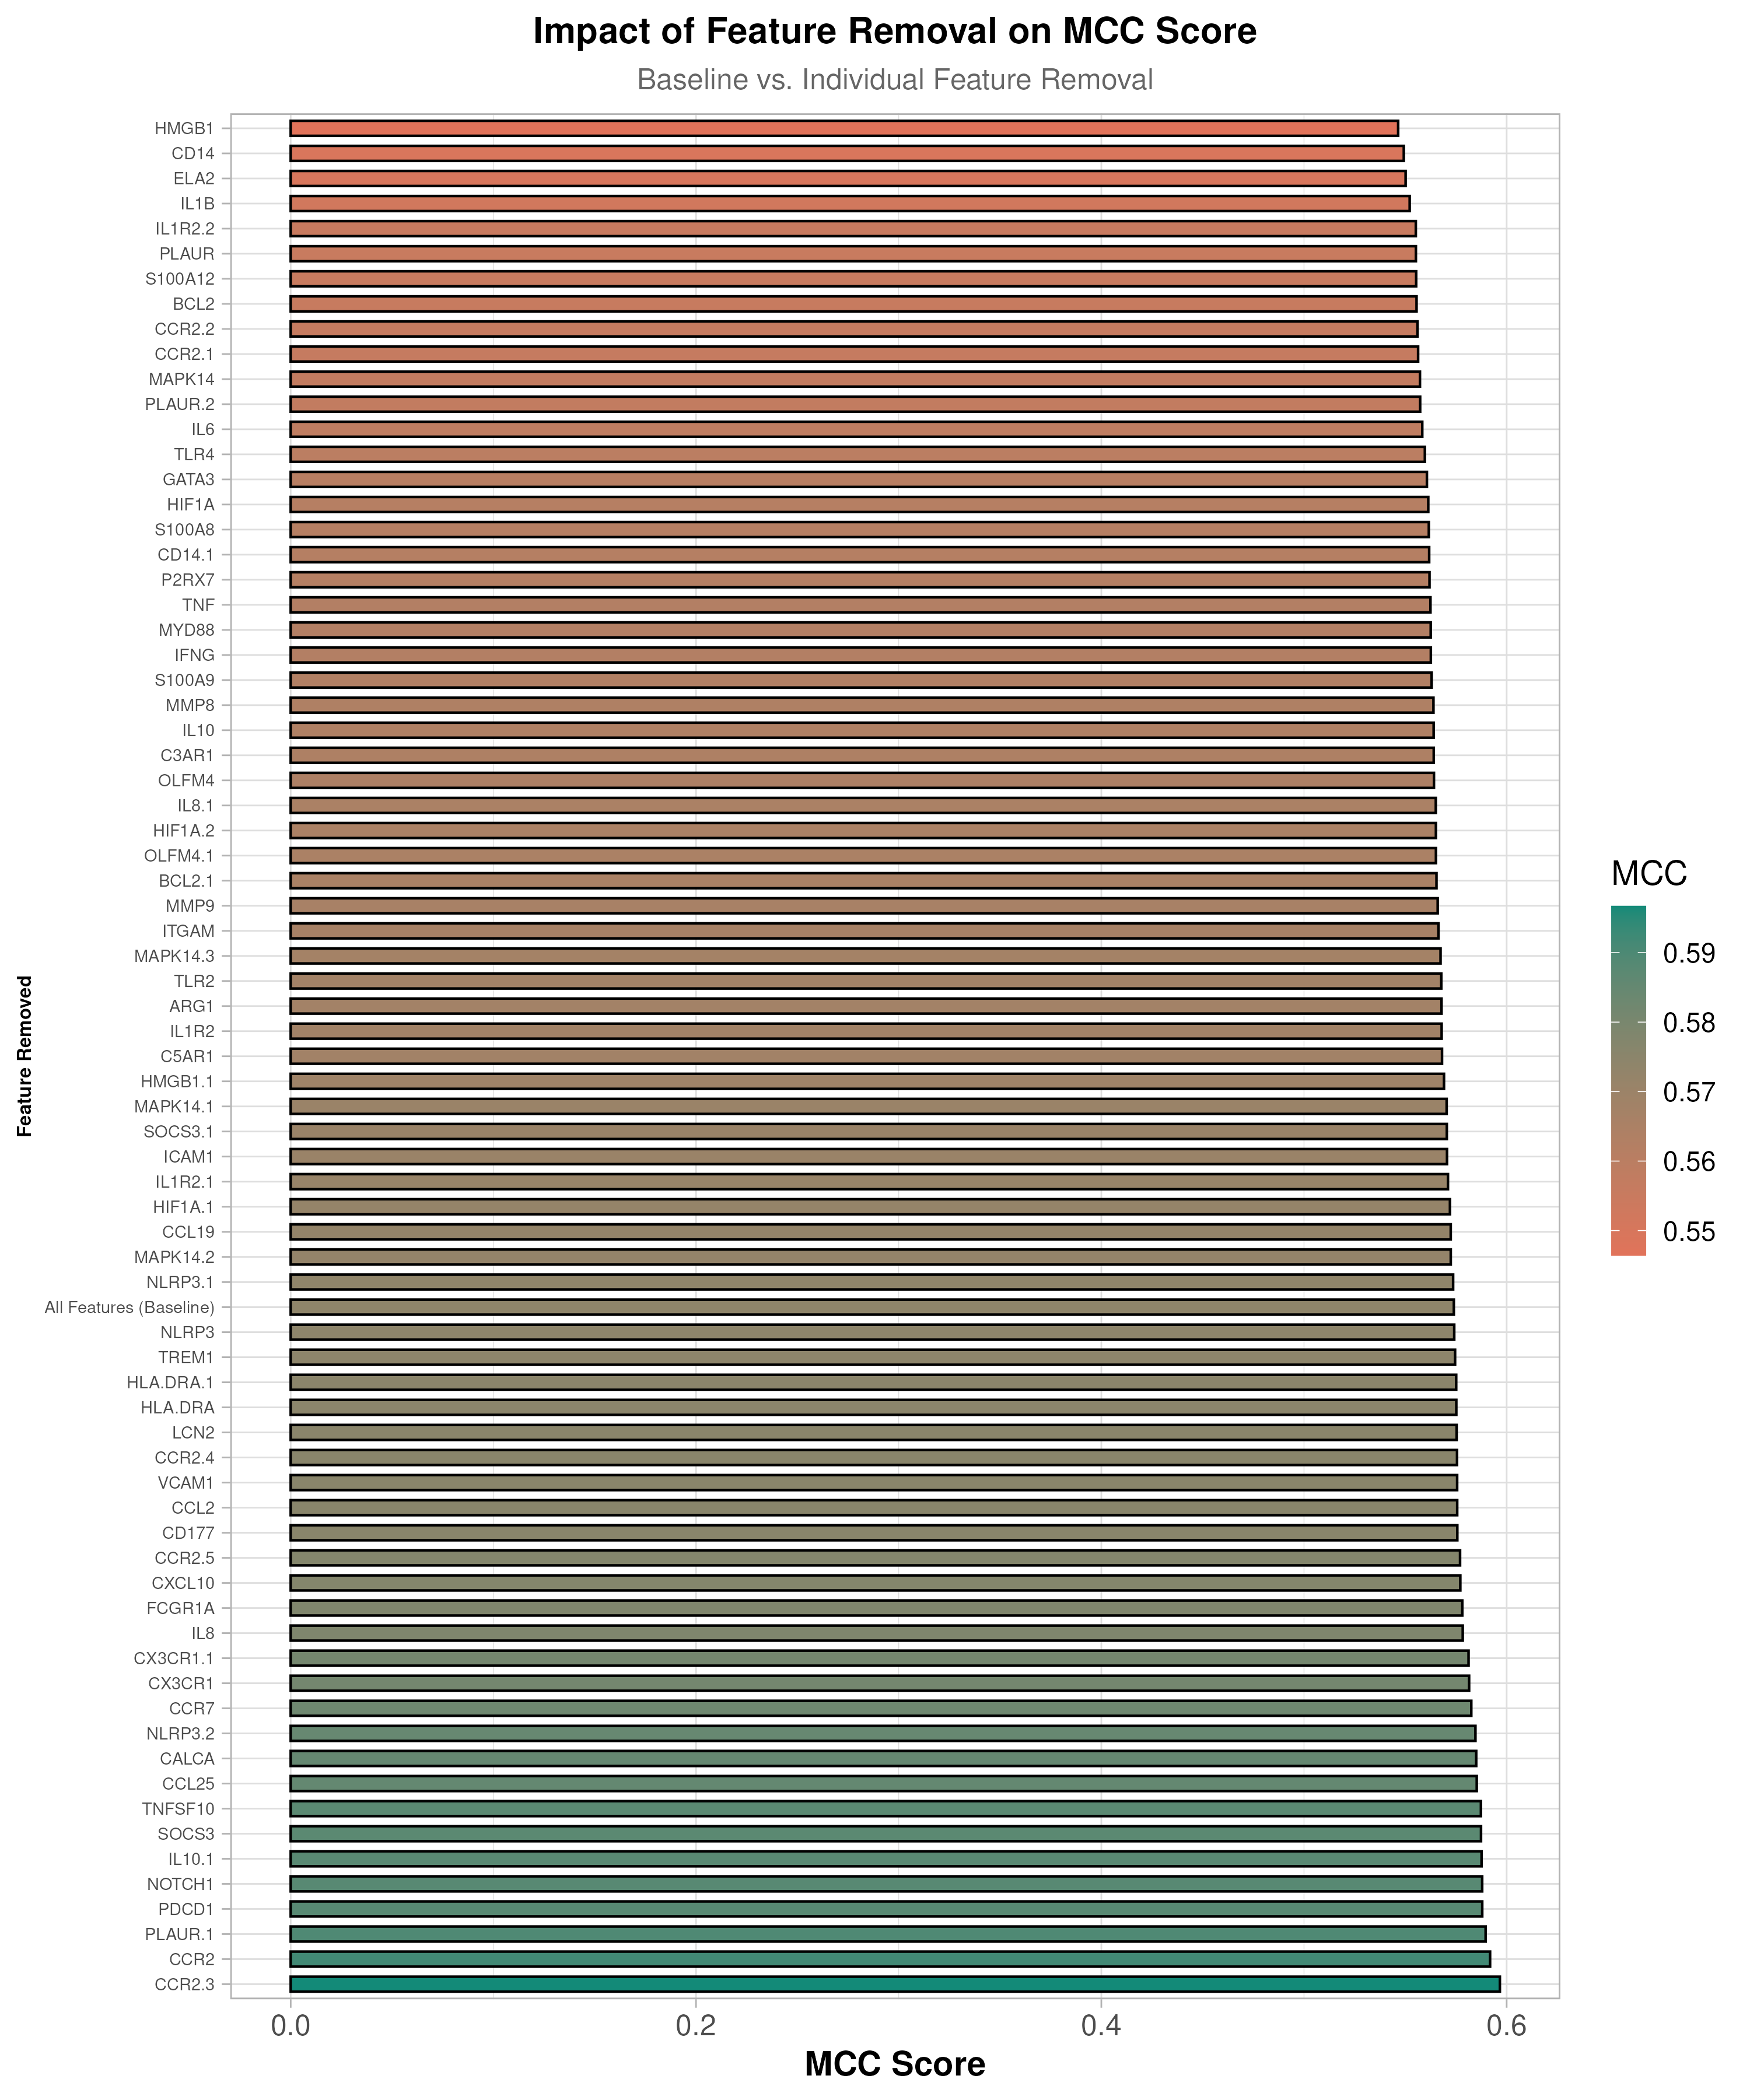 Impact of Feature Removal on MCC Score
Baseline vs. Individual Feature Removal
Feature Removed
HMGB1
CD14
ELA2
IL1B
IL1R2.2
PLAUR
S100A12
BCL2
CCR2.2
CCR2.1
MAPK14
PLAUR.2
IL6
TLR4
GATA3
HIF1A
S100A8
CD14.1
P2RX7
TNF
MYD88
IFNG
S100A9
MMP8
IL10
C3AR1
OLFM4
IL8.1
HIF1A.2
OLFM4.1
BCL2.1
MMP9
ITGAM
MAPK14.3
TLR2
ARG1
IL1R2
C5AR1
HMGB1.1
MAPK14.1
SOCS3.1
ICAM1
IL1R2.1
HIF1A.1
CCL19
MAPK14.2
NLRP3.1
All Features (Baseline)
NLRP3
TREM1
HLA.DRA.1
HLA.DRA
LCN2
CCR2.4
VCAM1
CCL2
CD177
CCR2.5
CXCL10
FCGR1A
IL8
CX3CR1.1
CX3CR1
CCR7
NLRP3.2
CALCA
CCL25
TNFSF10
SOCS3
IL10.1
NOTCH1
PDCD1
PLAUR.1
CCR2
CCR2.3
0.0 0.2 0.4 0.6
MCC Score
MCC
0.59
0.58
0.57
0.56
0.55